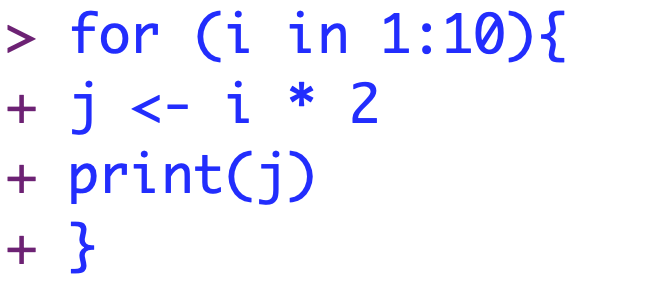 > for (i in 1:10){
+ j <- i * 2
+ print(j)
+ }